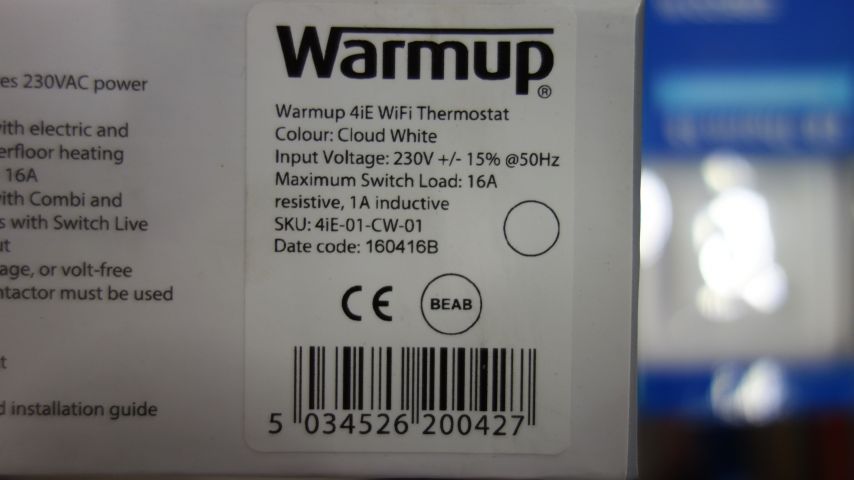 es 230VAC power
ith electric and
erfloor heating
16A
with Combi and
s with Switch Live
ut
age, or volt-free
ntactor must be used
t
d installation guide
Warmup®
Warmup 4iE WiFi Thermostat
Colour: Cloud White
Input Voltage: 230V +/- 15% @50Hz
Maximum Switch Load: 16A
resistive, 1A inductive
SKU: 4iE-01-CW-01
Date code: 160416B
CE BEAB
5 034526 200427